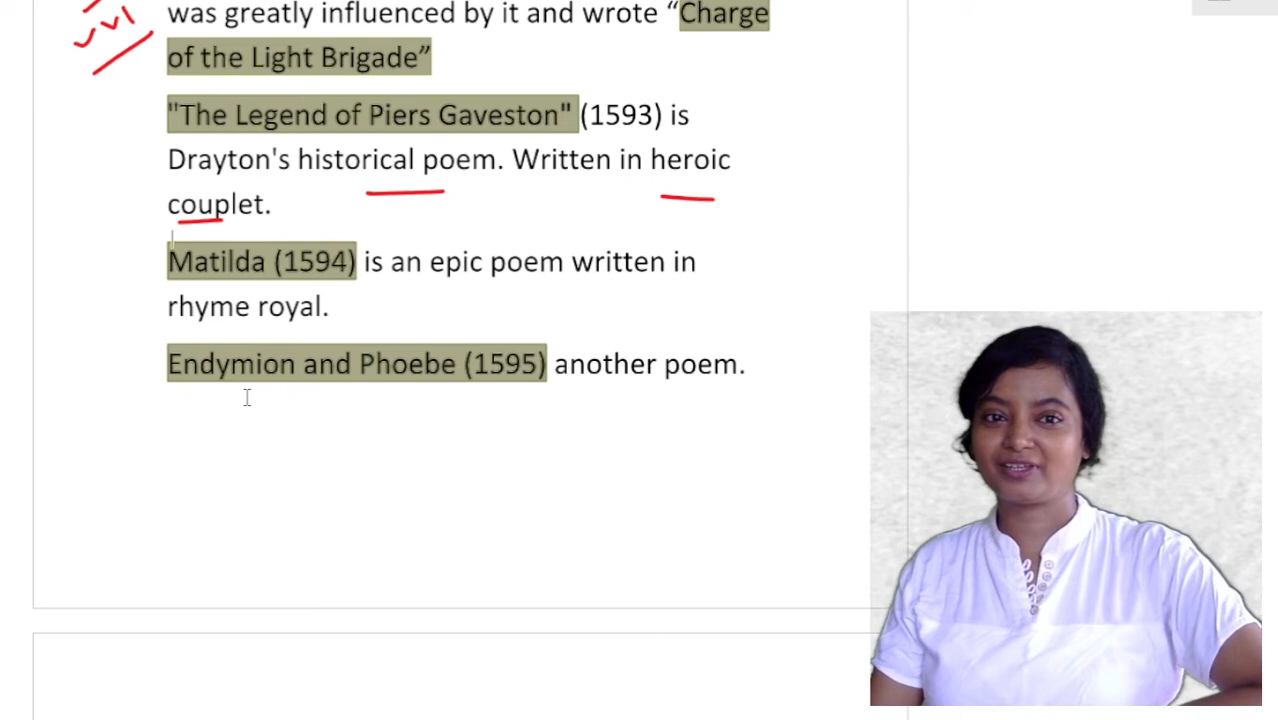 was greatly influenced by it and wrote “Charge
of the Light Brigade”
"The Legend of Piers Gaveston" (1593) is
Drayton's historical poem. Written in heroic
couplet.
Matilda (1594) is an epic poem written in
rhyme royal.
Endymion and Phoebe (1595) another poem.